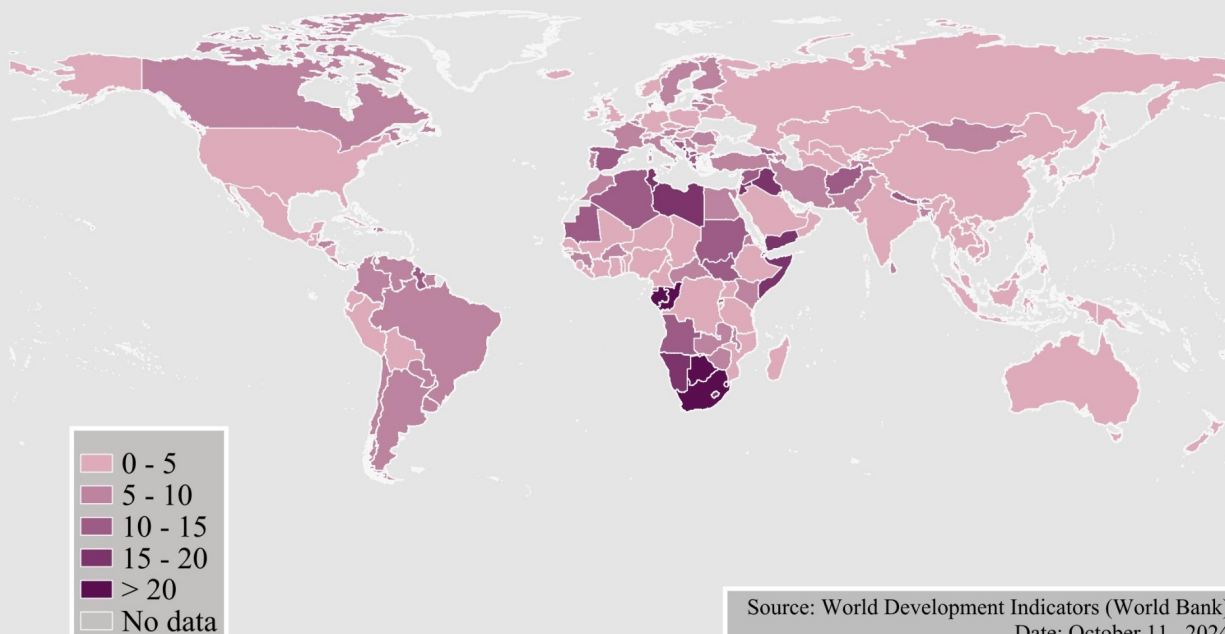 0 - 5
5 - 10
10 - 15
15 - 20
> 20
No data
Source: World Development Indicators (World Bank)
Date: October 11, 2024